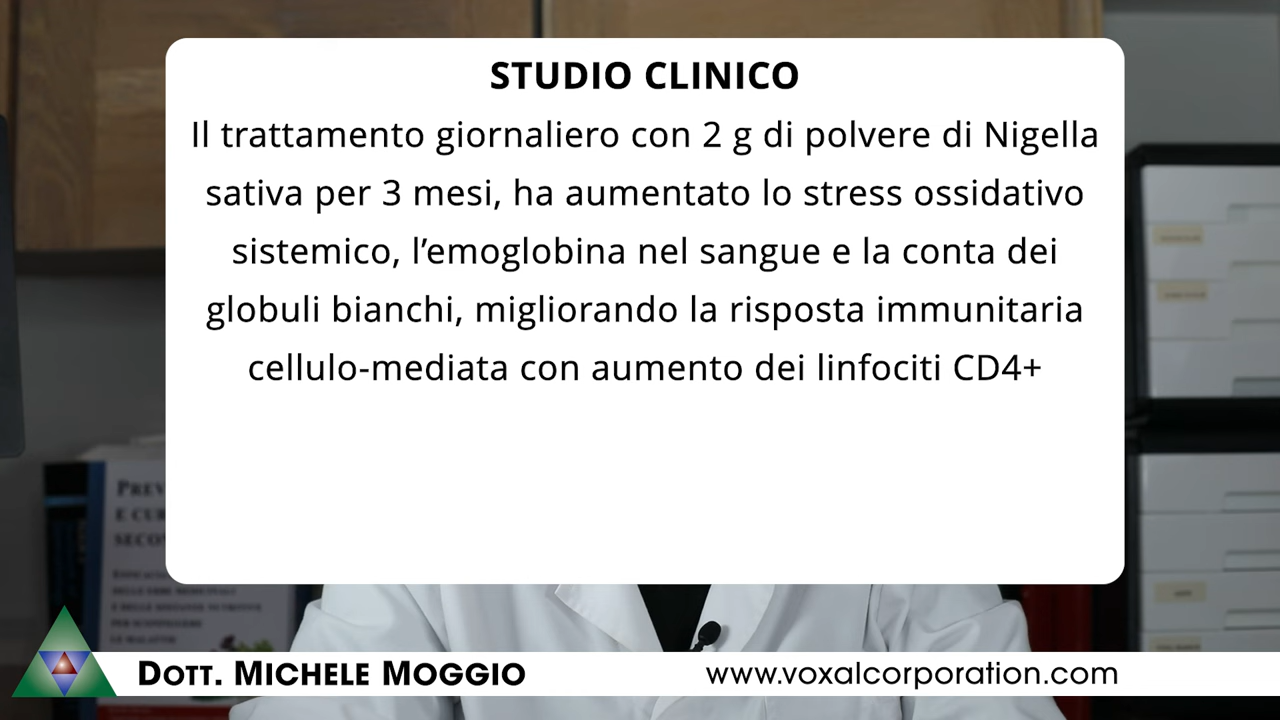 STUDIO CLINICO
Il trattamento giornaliero con 2 g di polvere di Nigella
sativa per 3 mesi, ha aumentato lo stress ossidativo
sistemico, l’emoglobina nel sangue e la conta dei
globuli bianchi, migliorando la risposta immunitaria
cellulo-mediata con aumento dei linfociti CD4+
DOTT. MICHELE MOGGIO
www.voxalcorporation.com